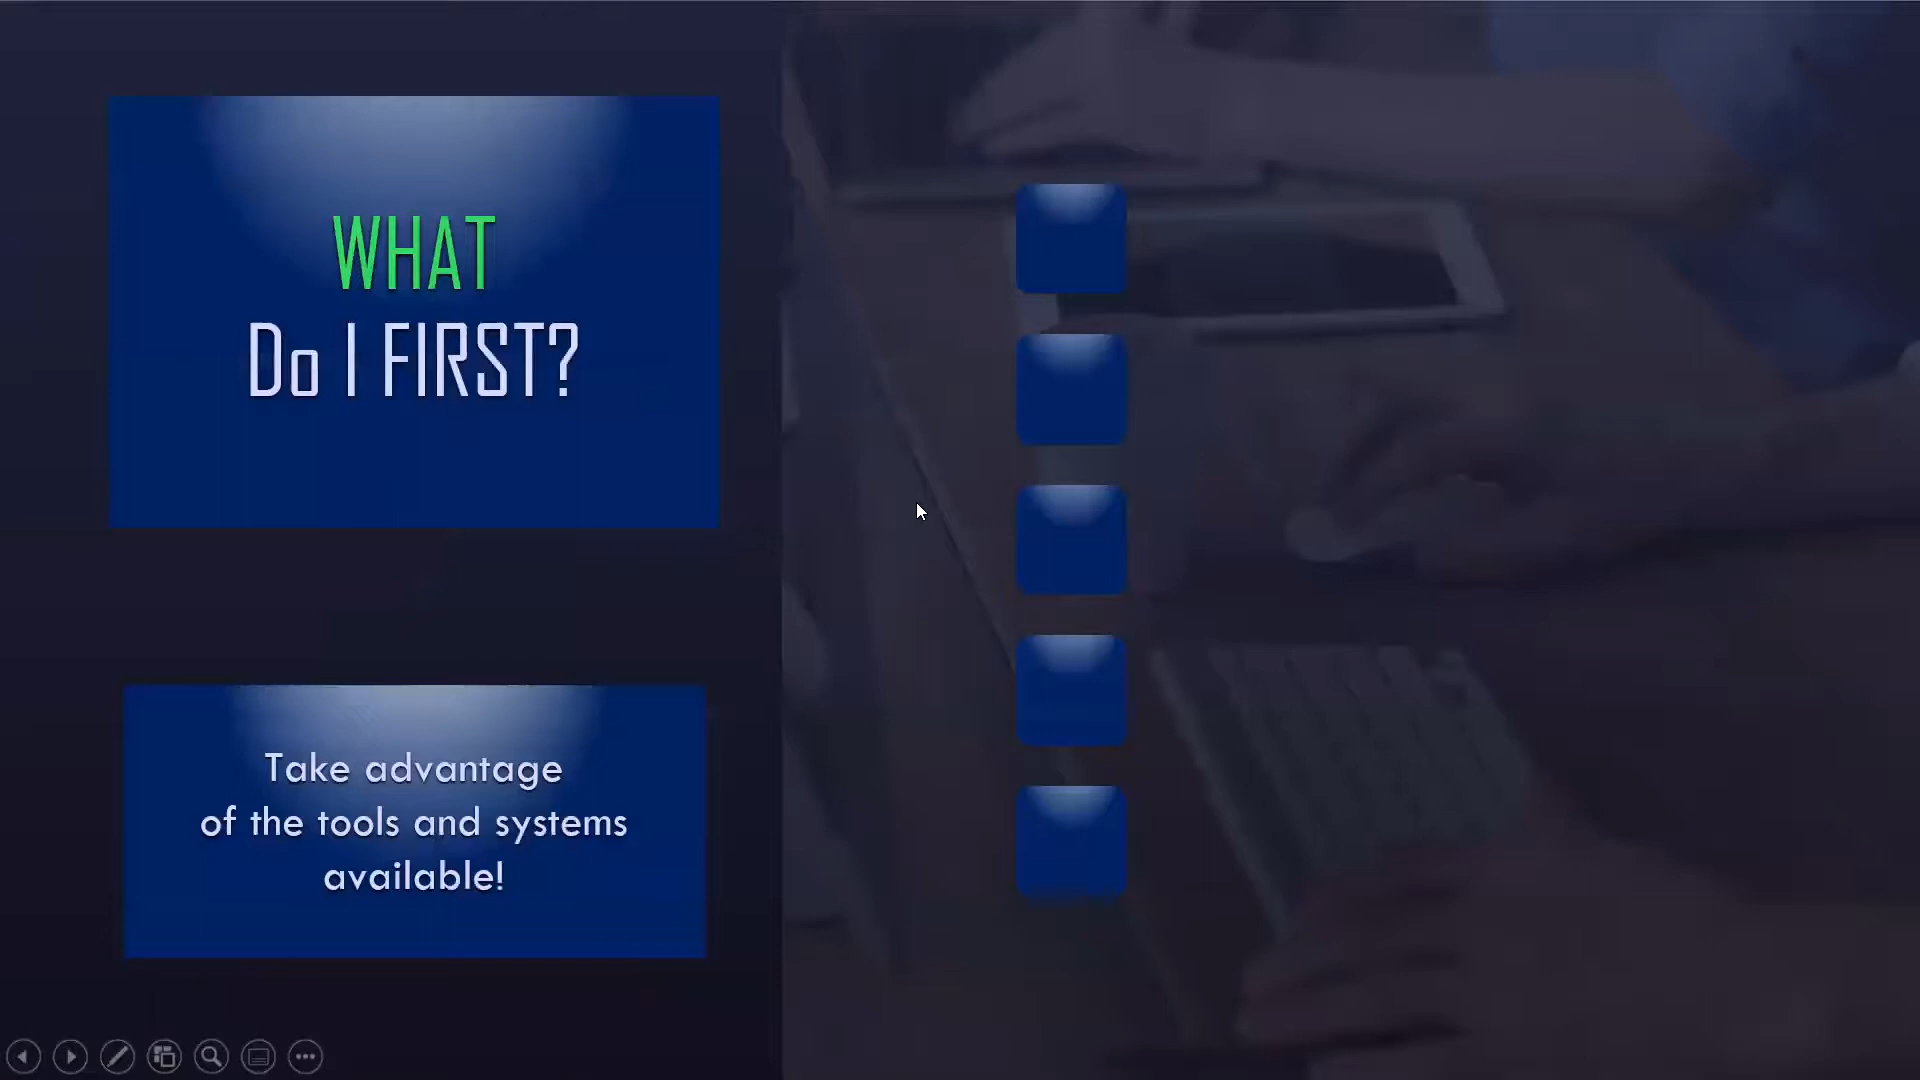 WHAT
Do I FIRST?
Take advantage
of the tools and systems
available!